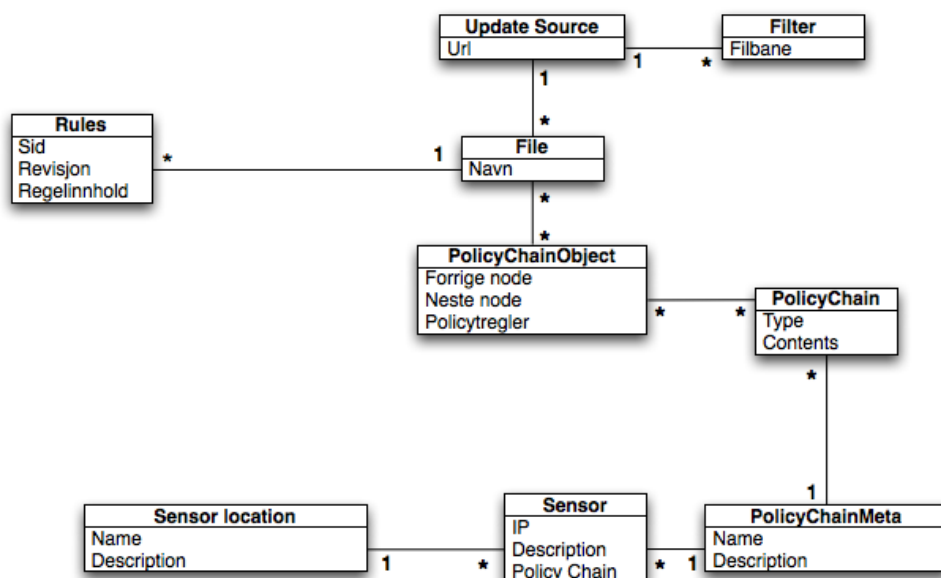 Update Source
Url
1
*
Filter
Filbane
1
*
Rules
Sid
Revisjon
Regelinnhold
*
1
File
Navn
*
*
PolicyChainObject
Forrige node
Neste node
Policytregler
*
*
PolicyChain
Type
Contents
*
1
Sensor location
Name
Description
1
*
Sensor
IP
Description
Policy Chain
*
1
PolicyChainMeta
Name
Description